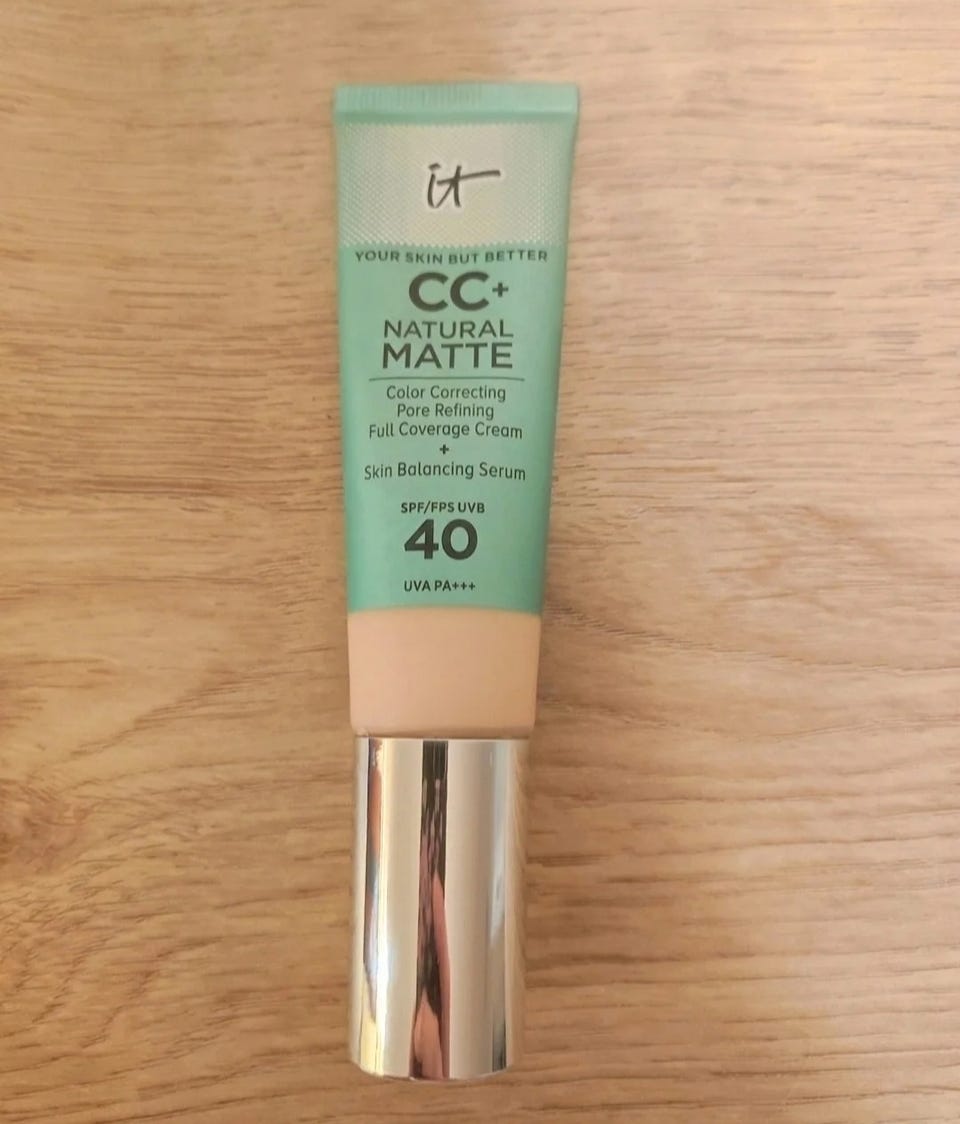 it
YOUR SKIN BUT BETTER
CC+
NATURAL
MATTE
Color Correcting
Pore Refining
Full Coverage Cream
+
Skin Balancing Serum
SPF/FPS UVB
40
UVA PA+++